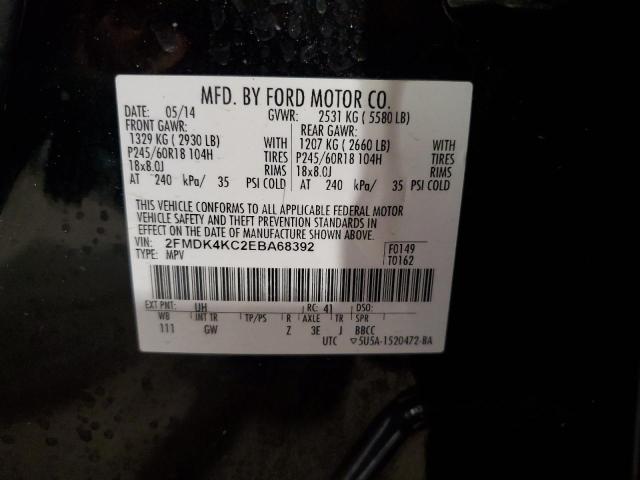 MFD. BY FORD MOTOR CO.
DATE: 05/14 GVWR: 2531 KG ( 5580 LB)
FRONT GAWR: REAR GAWR:
1329 KG ( 2930 LB) WITH 1207 KG ( 2660 LB) WITH
P245/60R18 104H TIRES P245/60R18 104H TIRES
18x8.0J RIMS 18x8.0J RIMS
AT 240 kPa/ 35 PSI COLD AT 240 kPa/ 35 PSI COLD
THIS VEHICLE CONFORMS TO ALL APPLICABLE FEDERAL MOTOR
VEHICLE SAFETY AND THEFT PREVENTION STANDARDS IN
EFFECT ON THE DATE OF MANUFACTURE SHOWN ABOVE.
VIN: 2FMDK4KC2EBA68392 F0149
TYPE: MPV T0162
EXT PNT: UH RC: 41 DSO:
WB INT TR TP/PS R AXLE TR SPR
111 GW Z 3E J BBCC
UTC ▽5U5A-1520472-BA